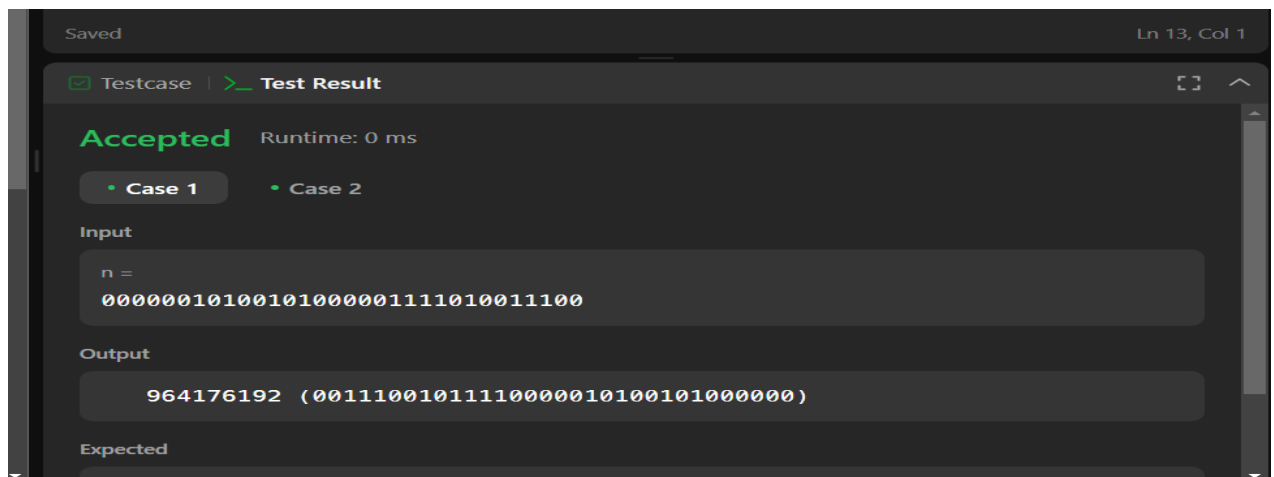 Saved Ln 13, Col 1
Testcase >_ Test Result
Accepted Runtime: 0 ms
Case 1 Case 2
Input
n =
00000010100101000001111010011100
Output
964176192 (00111001011110000010100101000000)
Expected